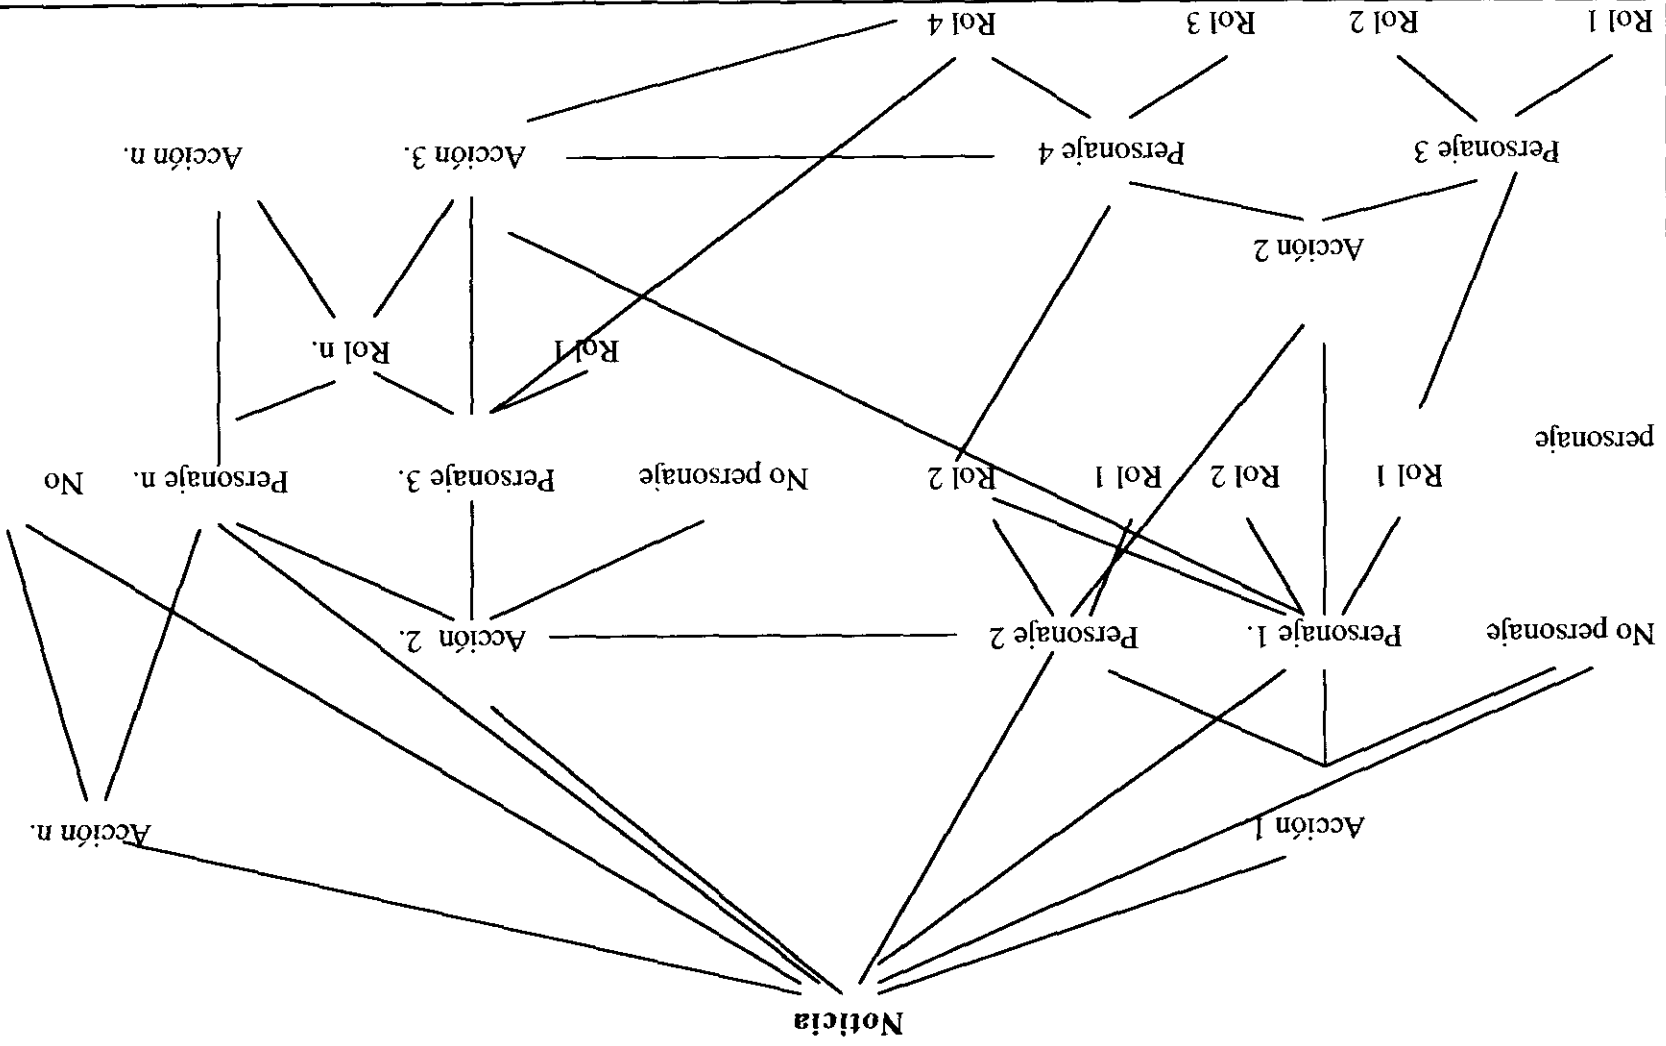 Noticia
Acción 1
Acción n.
No personaje
Personaje 1.
Personaje 2
Acción 2.
Rol 1
Rol 2
Rol 1
Rol 2
No personaje
Personaje 3.
Personaje n.
No
personaje
Rol 1
Rol n.
Acción 2
Personaje 3
Personaje 4
Acción 3.
Acción n.
Rol 1
Rol 2
Rol 3
Rol 4